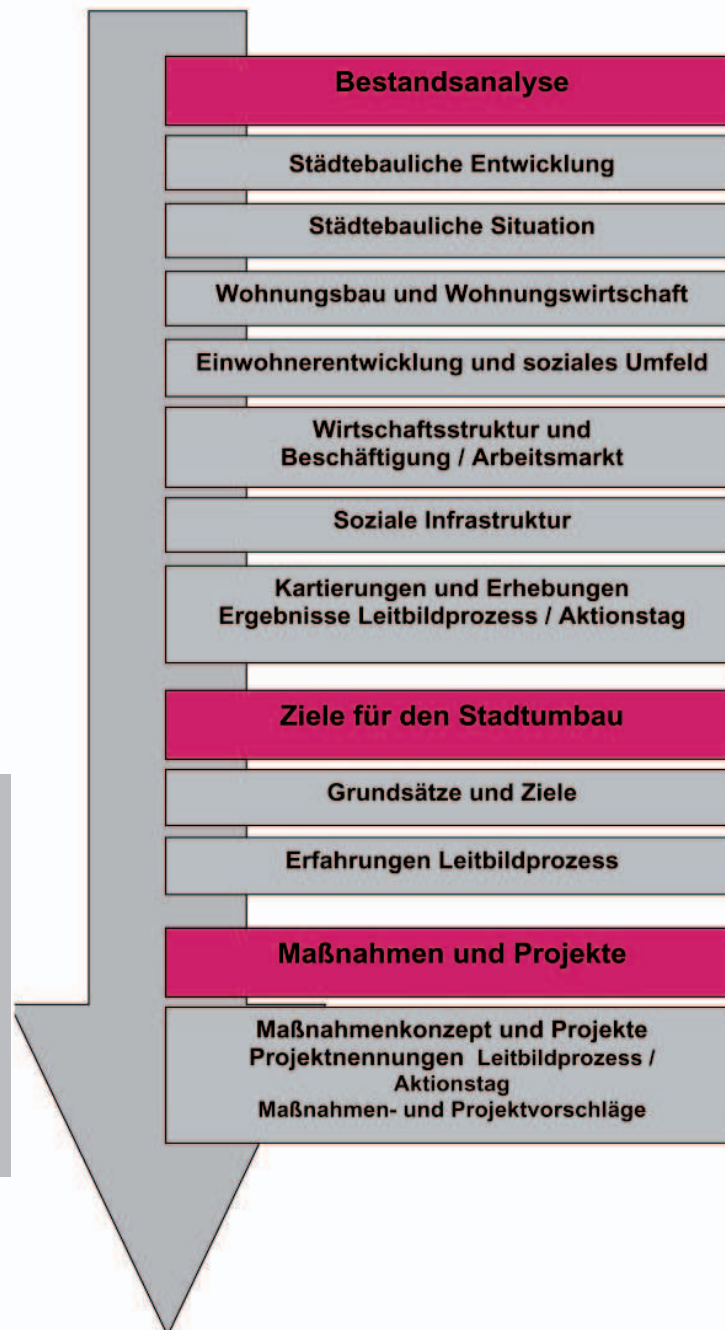 Bestandsanalyse
Städtebauliche Entwicklung
Städtebauliche Situation
Wohnungsbau und Wohnungswirtschaft
Einwohnerentwicklung und soziales Umfeld
Wirtschaftsstruktur und
Beschäftigung / Arbeitsmarkt
Soziale Infrastruktur
Kartierungen und Erhebungen
Ergebnisse Leitbildprozess / Aktionstag
Ziele für den Stadtumbau
Grundsätze und Ziele
Erfahrungen Leitbildprozess
Maßnahmen und Projekte
Maßnahmenkonzept und Projekte
Projektnennungen Leitbildprozess /
Aktionstag
Maßnahmen- und Projektvorschläge